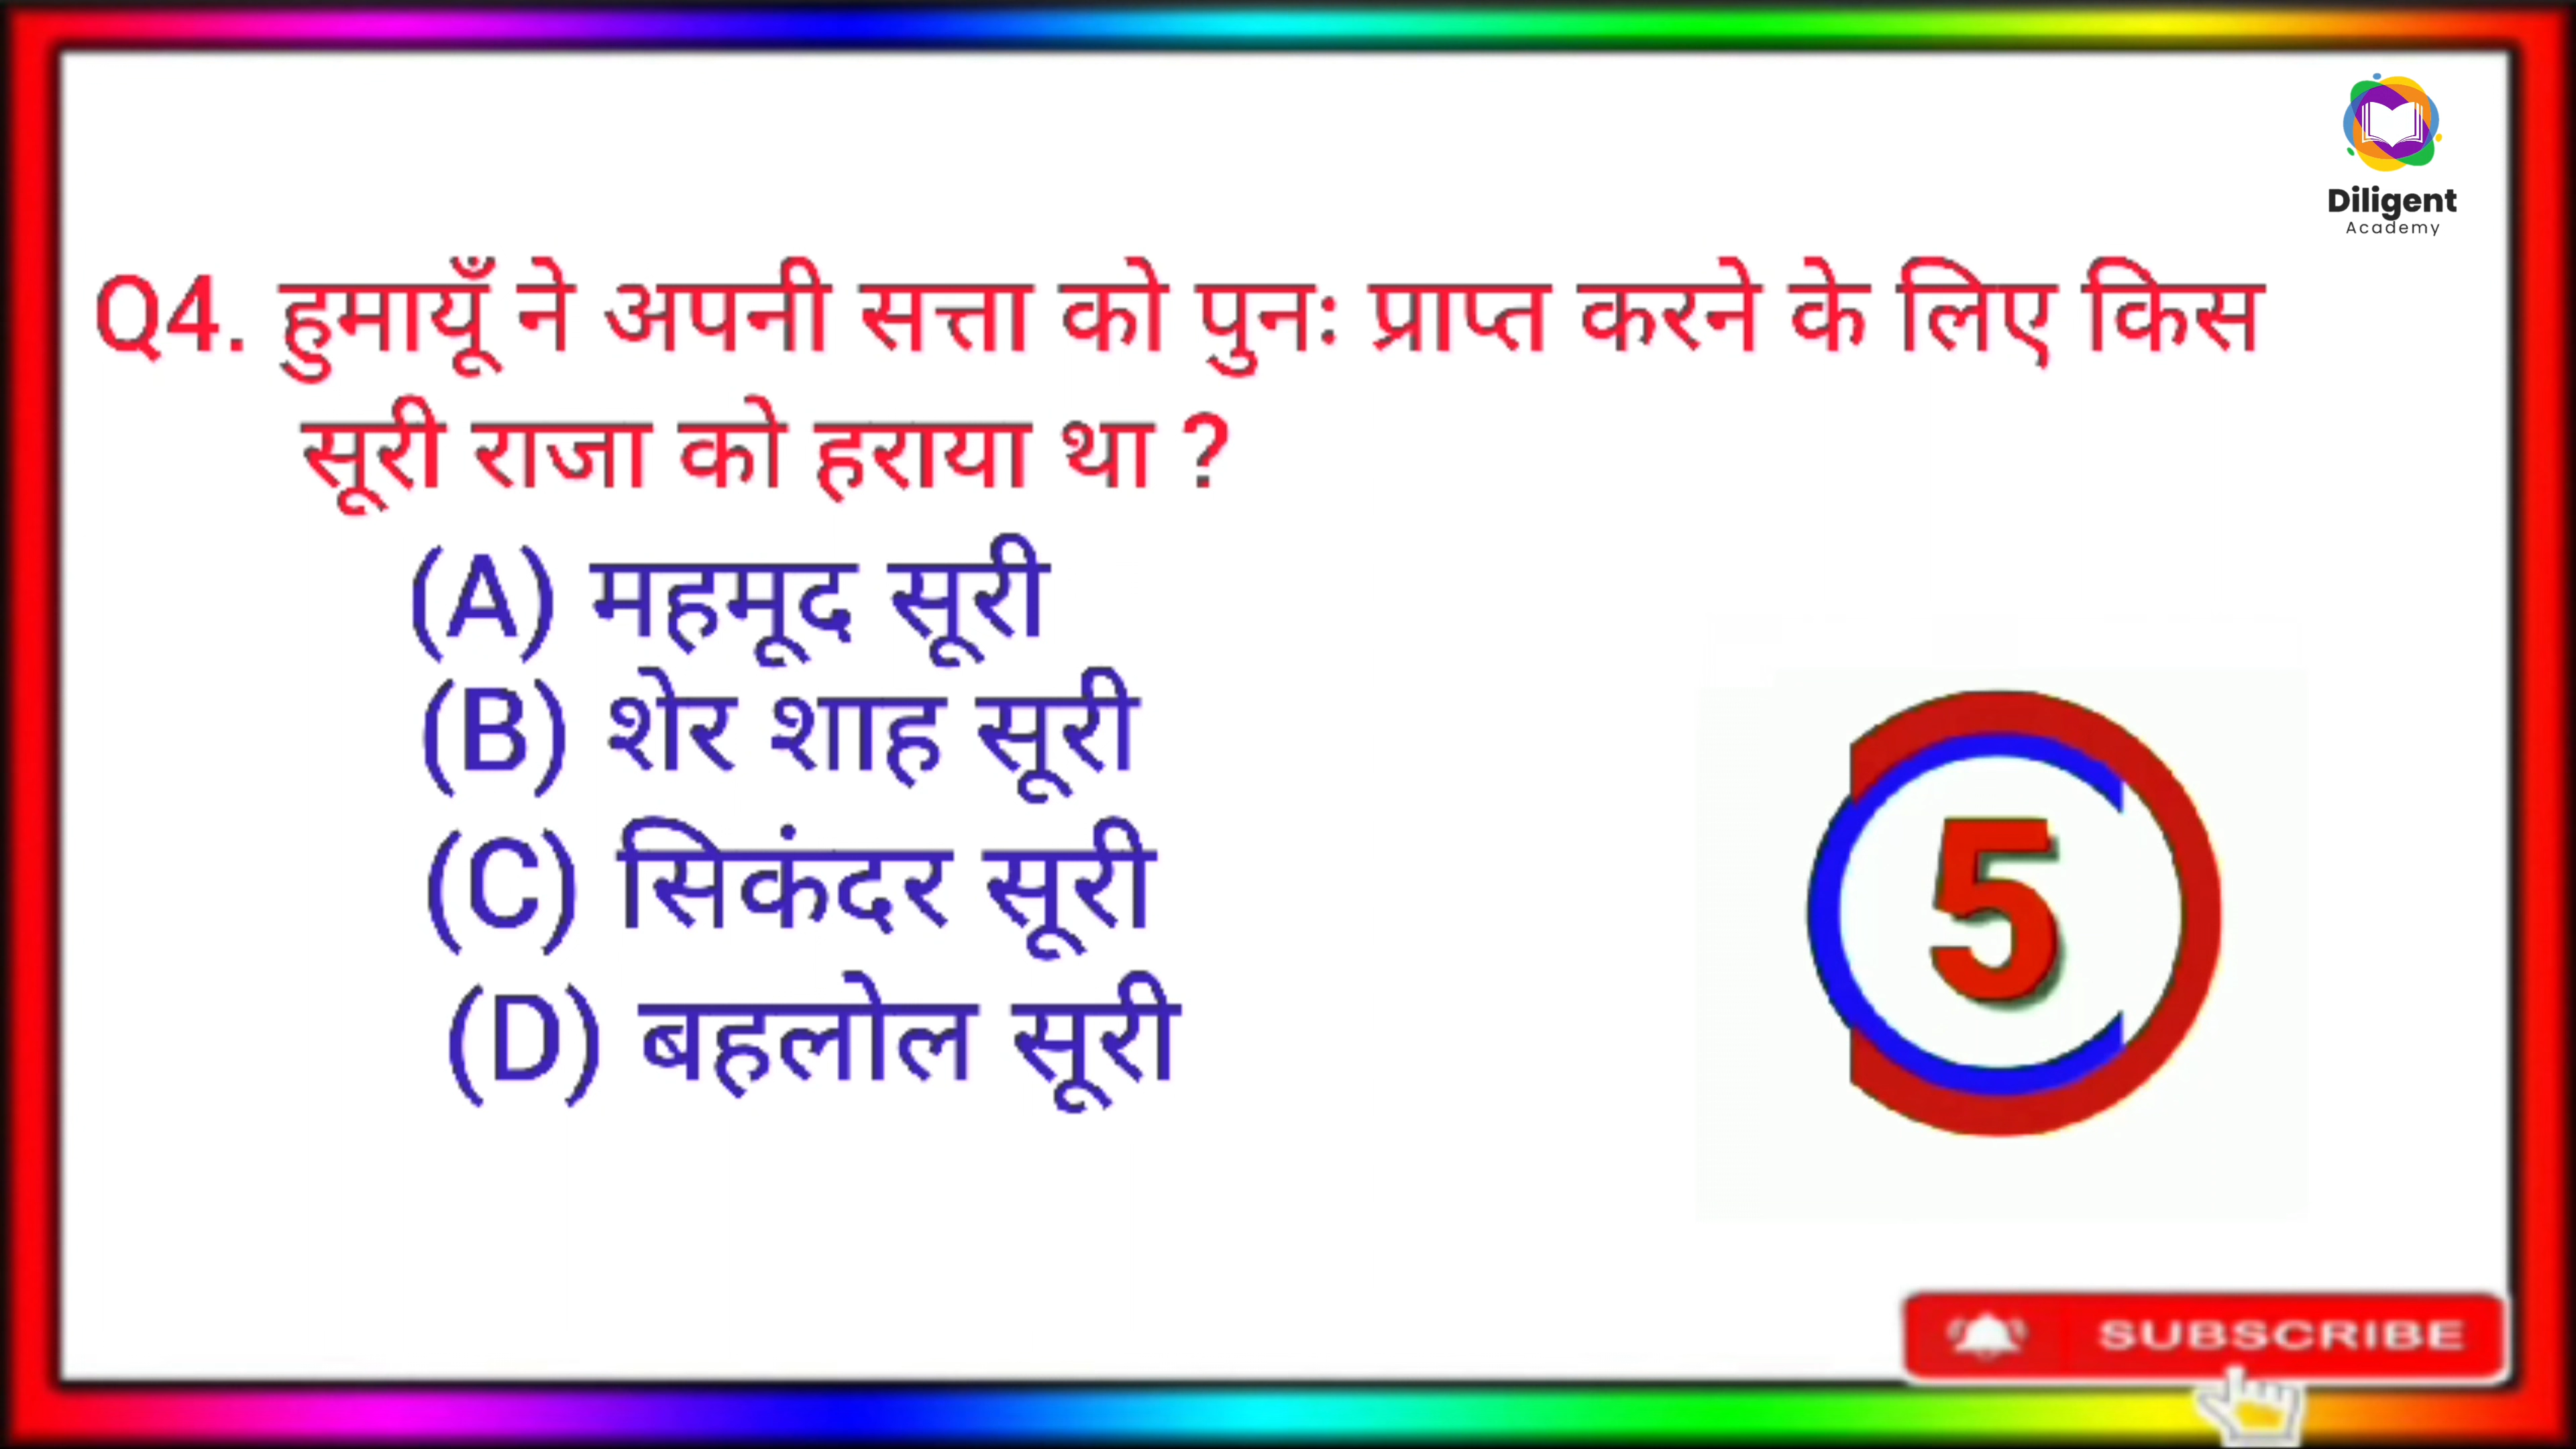 Diligent
Academy
Q4. हुमायूँ ने अपनी सत्ता को पुनः प्राप्त करने के लिए किस
सूरी राजा को हराया था ?
(A) महमूद सूरी
(B) शेर शाह सूरी
(C) सिकंदर सूरी
(D) बहलोल सूरी
5
SUBSCRIBE